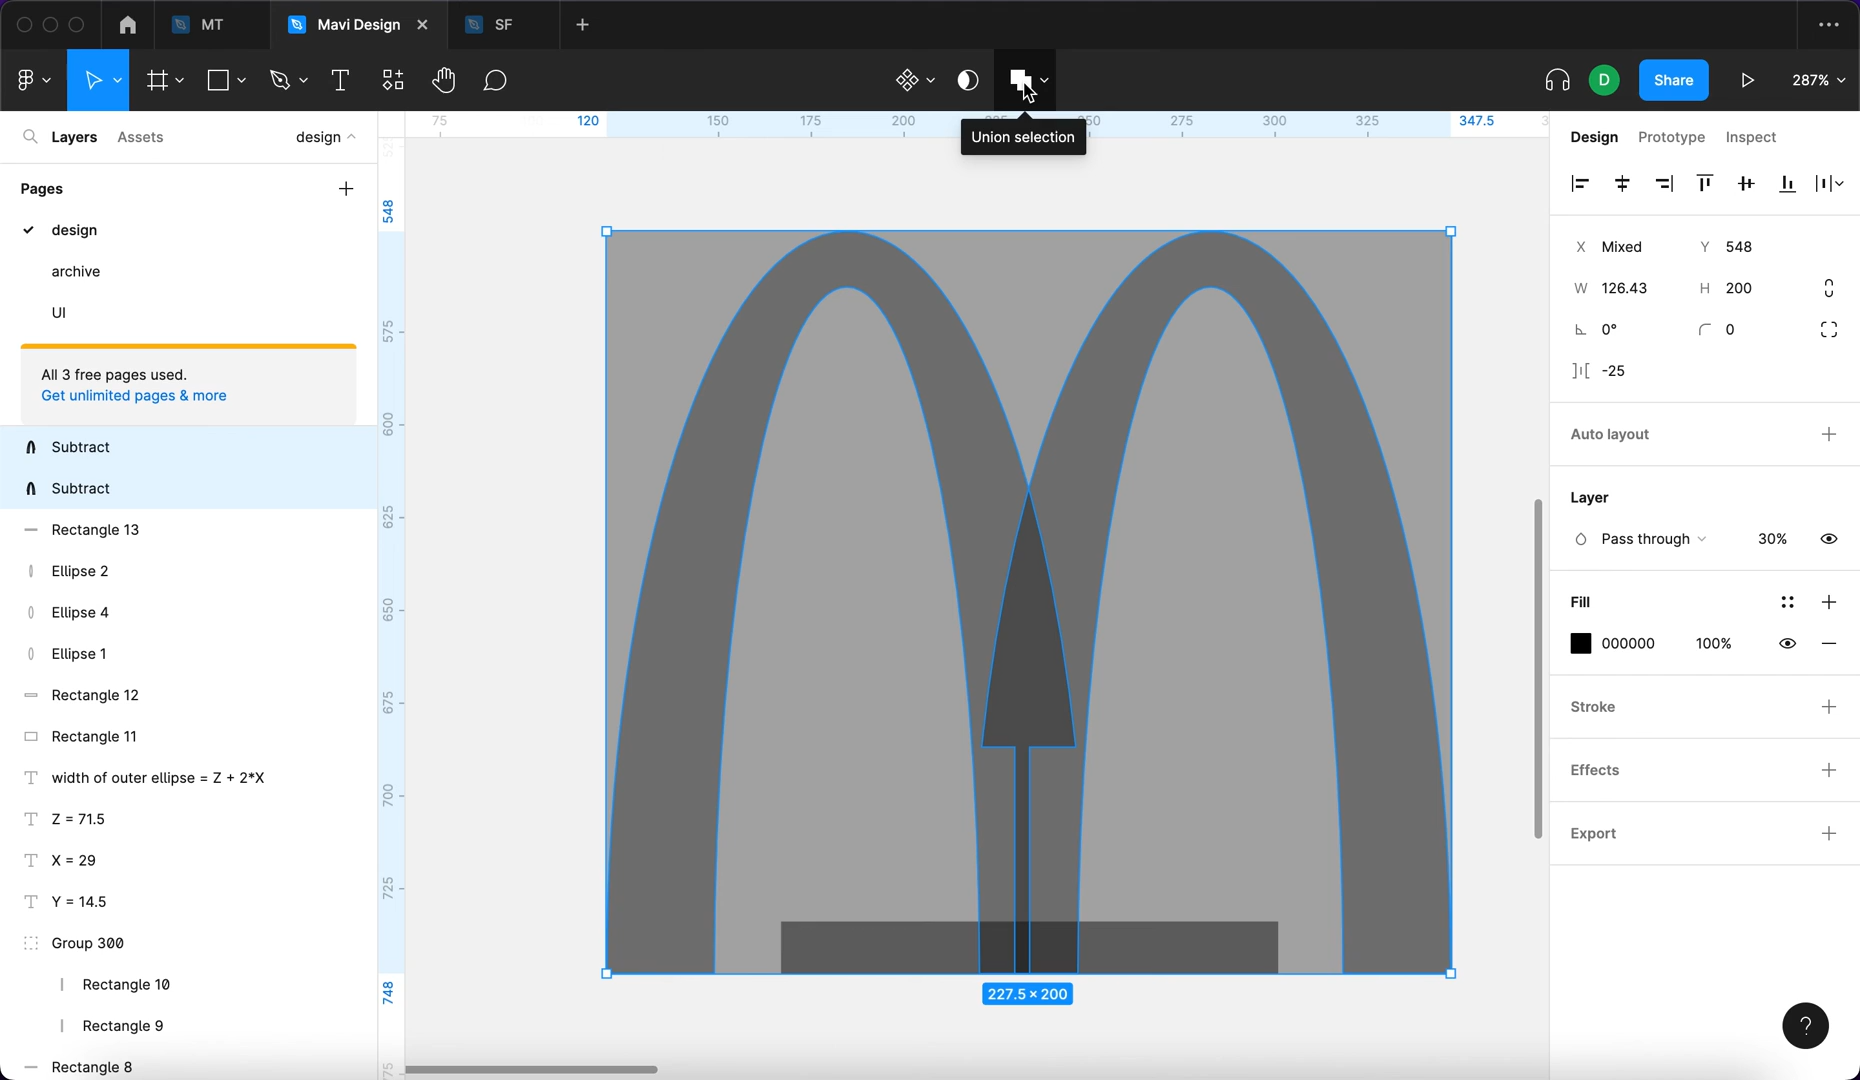 MT
Mavi Design
SF
Share
D
287%
Layers
Assets
design
75
120
150
175
200
250
275
300
325
347.5
Union selection
Design
Prototype
Inspect
Pages
design
archive
UI
All 3 free pages used.
Get unlimited pages & more
Subtract
Subtract
Rectangle 13
Ellipse 2
Ellipse 4
Ellipse 1
Rectangle 12
Rectangle 11
width of outer ellipse = Z + 2*X
Z = 71.5
X = 29
Y = 14.5
Group 300
Rectangle 10
Rectangle 9
Rectangle 8
548
575
600
625
650
675
700
725
748
227.5 × 200
X Mixed Y 548
W 126.43 H 200
0° 0
-25
Auto layout
Layer
Pass through 30%
Fill
000000 100%
Stroke
Effects
Export
?